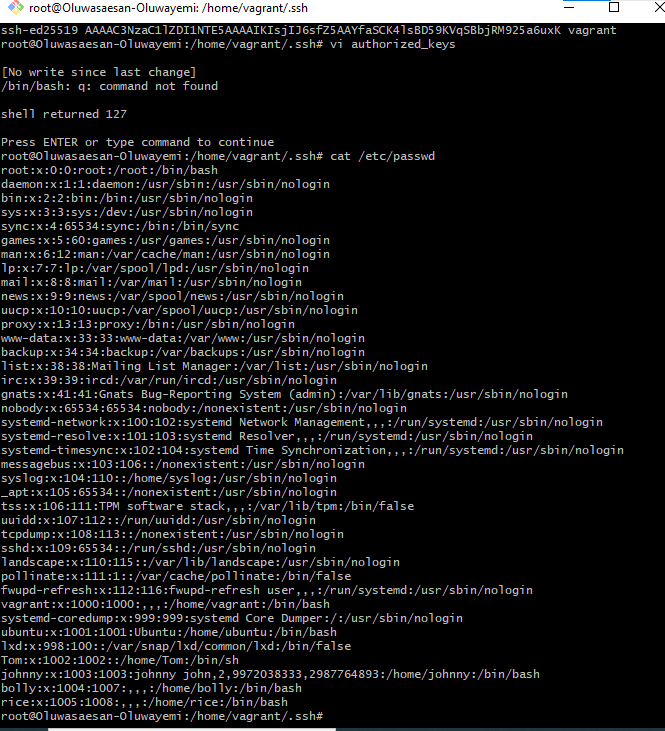 root@Oluwasaesan-Oluwayemi: /home/vagrant/.ssh
ssh-ed25519 AAAAC3NzaC1lZDI1NTE5AAAAIKIsjIJ6sfZ5AAYfaSCK4lsBD59KVqSBbjRM925a6uxK vagrant
root@Oluwasaesan-Oluwayemi:/home/vagrant/.ssh# vi authorized_keys
[No write since last change]
/bin/bash: q: command not found
shell returned 127
Press ENTER or type command to continue
root@Oluwasaesan-Oluwayemi:/home/vagrant/.ssh# cat /etc/passwd
root:x:0:0:root:/root:/bin/bash
daemon:x:1:1:daemon:/usr/sbin:/usr/sbin/nologin
bin:x:2:2:bin:/bin:/usr/sbin/nologin
sys:x:3:3:sys:/dev:/usr/sbin/nologin
sync:x:4:65534:sync:/bin:/bin/sync
games:x:5:60:games:/usr/games:/usr/sbin/nologin
man:x:6:12:man:/var/cache/man:/usr/sbin/nologin
lp:x:7:7:lp:/var/spool/lpd:/usr/sbin/nologin
mail:x:8:8:mail:/var/mail:/usr/sbin/nologin
news:x:9:9:news:/var/spool/news:/usr/sbin/nologin
uucp:x:10:10:uucp:/var/spool/uucp:/usr/sbin/nologin
proxy:x:13:13:proxy:/bin:/usr/sbin/nologin
www-data:x:33:33:www-data:/var/www:/usr/sbin/nologin
backup:x:34:34:backup:/var/backups:/usr/sbin/nologin
list:x:38:38:Mailing List Manager:/var/list:/usr/sbin/nologin
irc:x:39:39:ircd:/var/run/ircd:/usr/sbin/nologin
gnats:x:41:41:Gnats Bug-Reporting System (admin):/var/lib/gnats:/usr/sbin/nologin
nobody:x:65534:65534:nobody:/nonexistent:/usr/sbin/nologin
systemd-network:x:100:102:systemd Network Management,,,:/run/systemd:/usr/sbin/nologin
systemd-resolve:x:101:103:systemd Resolver,,,:/run/systemd:/usr/sbin/nologin
systemd-timesync:x:102:104:systemd Time Synchronization,,,:/run/systemd:/usr/sbin/nologin
messagebus:x:103:106::/nonexistent:/usr/sbin/nologin
syslog:x:104:110::/home/syslog:/usr/sbin/nologin
_apt:x:105:65534::/nonexistent:/usr/sbin/nologin
tss:x:106:111:TPM software stack,,,:/var/lib/tpm:/bin/false
uuidd:x:107:112::/run/uuidd:/usr/sbin/nologin
tcpdump:x:108:113::/nonexistent:/usr/sbin/nologin
sshd:x:109:65534::/run/sshd:/usr/sbin/nologin
landscape:x:110:115::/var/lib/landscape:/usr/sbin/nologin
pollinate:x:111:1::/var/cache/pollinate:/bin/false
fwupd-refresh:x:112:116:fwupd-refresh user,,,:/run/systemd:/usr/sbin/nologin
vagrant:x:1000:1000:,,,:/home/vagrant:/bin/bash
systemd-coredump:x:999:999:systemd Core Dumper:/:/usr/sbin/nologin
ubuntu:x:1001:1001:Ubuntu:/home/ubuntu:/bin/bash
lxd:x:998:100::/var/snap/lxd/common/lxd:/bin/false
Tom:x:1002:1002::/home/Tom:/bin/sh
johnny:x:1003:1003:johnny john,2,9972038333,2987764893:/home/johnny:/bin/bash
bolly:x:1004:1007:,,,:/home/bolly:/bin/bash
rice:x:1005:1008:,,,:/home/rice:/bin/bash
root@Oluwasaesan-Oluwayemi:/home/vagrant/.ssh#